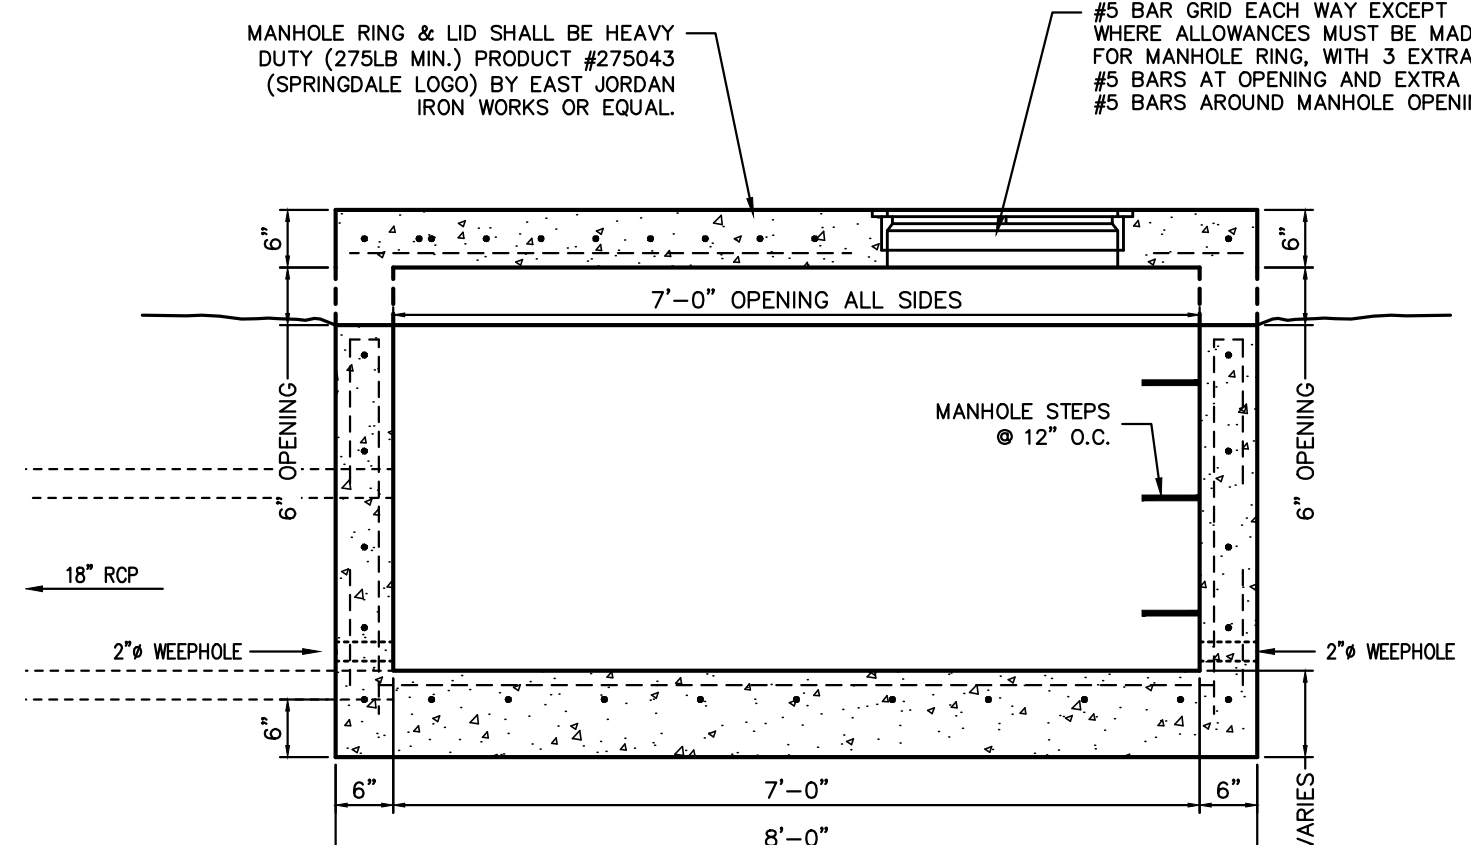 MANHOLE RING & LID SHALL BE HEAVY
DUTY (275LB MIN.) PRODUCT #275043
(SPRINGDALE LOGO) BY EAST JORDAN
IRON WORKS OR EQUAL.
#5 BAR GRID EACH WAY EXCEPT
WHERE ALLOWANCES MUST BE MAD
FOR MANHOLE RING, WITH 3 EXTRA
#5 BARS AT OPENING AND EXTRA
#5 BARS AROUND MANHOLE OPENI
6"
6"
7'-0" OPENING ALL SIDES
6" OPENING
MANHOLE STEPS
@ 12" O.C.
6" OPENING
18" RCP
2"ø WEEPHOLE
2"ø WEEPHOLE
6"
6"
7'-0"
6"
VARIES
8'-0"